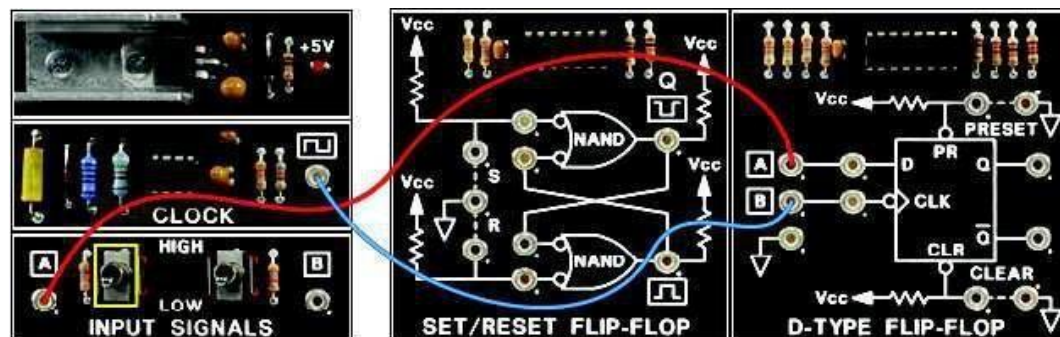 +5V
CLOCK
A
HIGH
B
LOW
INPUT SIGNALS
Vcc
Q
Vcc
NAND
S
Vcc
Vcc
R
NAND
SET/RESET FLIP-FLOP
Vcc
PRESET
PR
A
D
Q
B
CLK
Q
CLR
CLEAR
Vcc
D-TYPE FLIP-FLOP